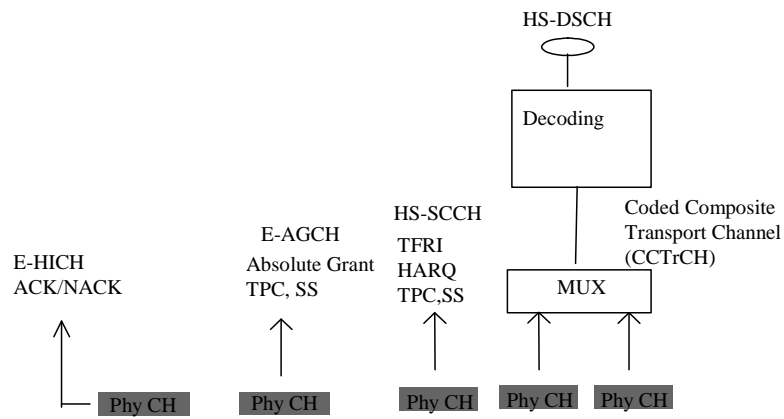 HS-DSCH
Decoding
Coded Composite
Transport Channel
(CCTrCH)
HS-SCCH
TFRI
HARQ
TPC,SS
E-AGCH
Absolute Grant
TPC, SS
E-HICH
ACK/NACK
MUX
Phy CH
Phy CH
Phy CH
Phy CH
Phy CH